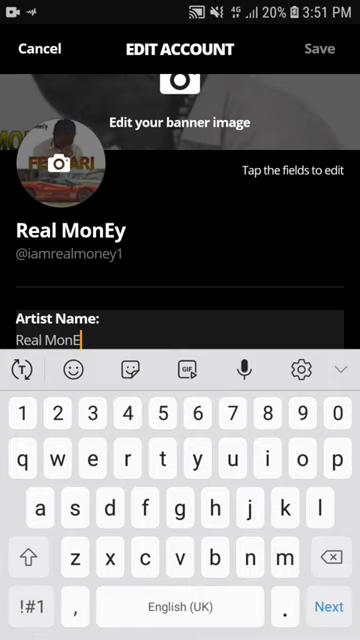 4G 20% 3:51 PM
Cancel EDIT ACCOUNT Save
Edit your banner image
FERRARI
Tap the fields to edit
Real MonEy
@iamrealmoney1
Artist Name:
Real MonE
T GIF
1 2 3 4 5 6 7 8 9 0
q w e r t y u i o p
a s d f g h j k l
z x c v b n m
!#1 , English (UK) . Next